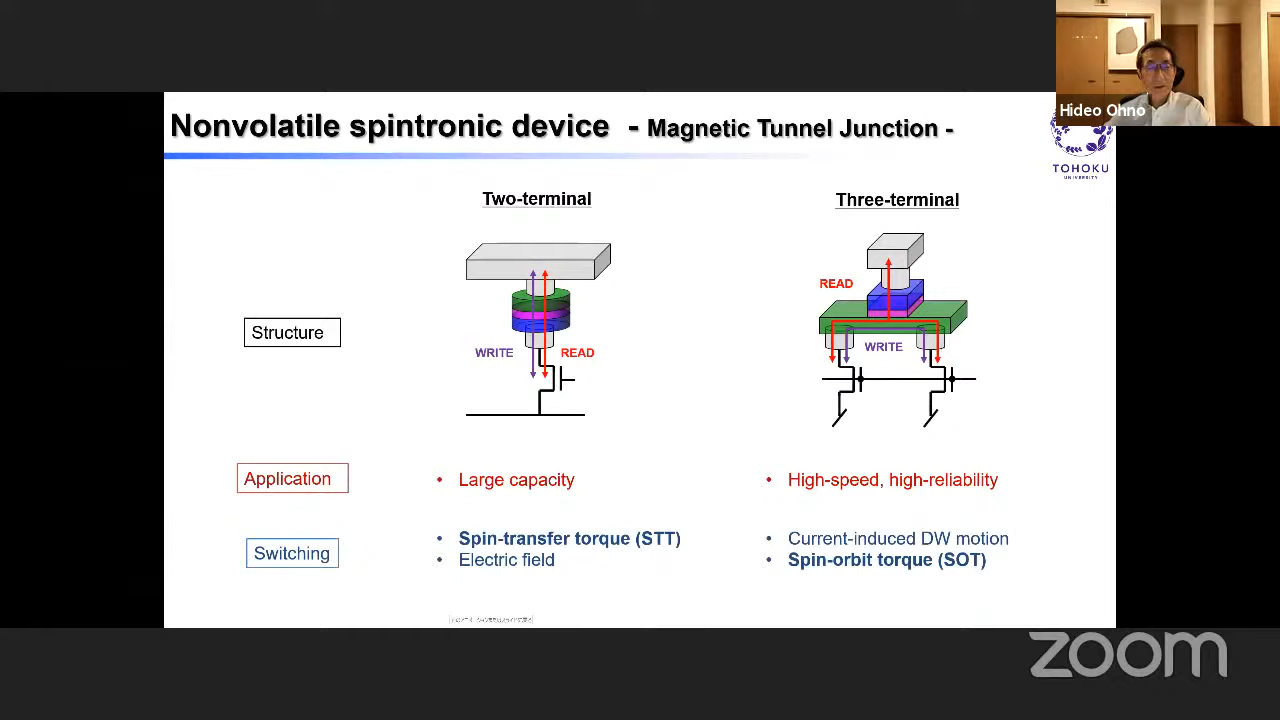 Hideo Ohno
Nonvolatile spintronic device - Magnetic Tunnel Junction -
TOHOKU
UNIVERSITY
Two-terminal
Three-terminal
READ
WRITE
READ
WRITE
Structure
Application
• Large capacity
• High-speed, high-reliability
Switching
• Spin-transfer torque (STT)
• Electric field
• Current-induced DW motion
• Spin-orbit torque (SOT)
zoom